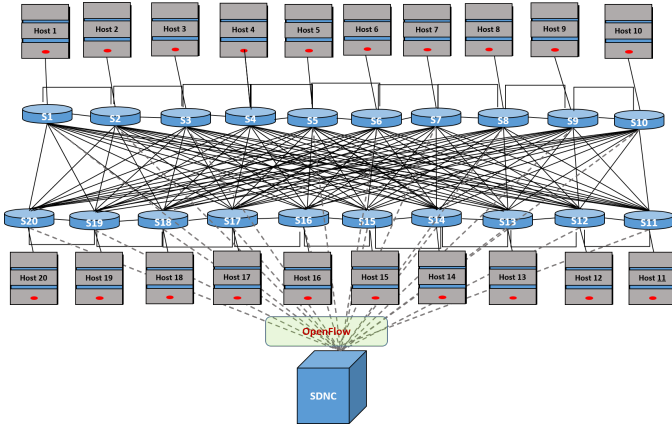 Host 1
Host 2
Host 3
Host 4
Host 5
Host 6
Host 7
Host 8
Host 9
Host 10
S1
S2
S3
S4
S5
S6
S7
S8
S9
S10
S20
S19
S18
S17
S16
S15
S14
S13
S12
S11
Host 20
Host 19
Host 18
Host 17
Host 16
Host 15
Host 14
Host 13
Host 12
Host 11
OpenFlow
SDNC